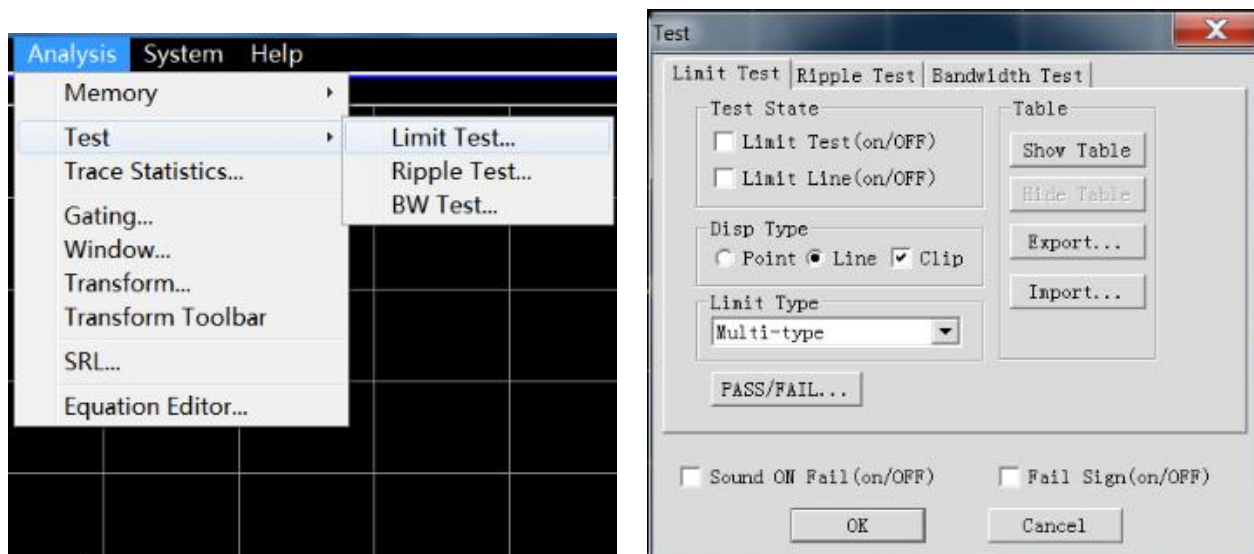 Analysis System Help
Memory
Test
Trace Statistics...
Gating...
Window...
Transform...
Transform Toolbar
SRL...
Equation Editor...
Limit Test...
Ripple Test...
BW Test...
Test
Limit Test Ripple Test Bandwidth Test
Test State
Limit Test(on/OFF)
Limit Line(on/OFF)
Disp Type
Point Line Clip
Limit Type
Multi-type
PASS/FAIL...
Table
Show Table
Hide Table
Export...
Import...
Sound ON Fail(on/OFF) Fail Sign(on/OFF)
OK Cancel